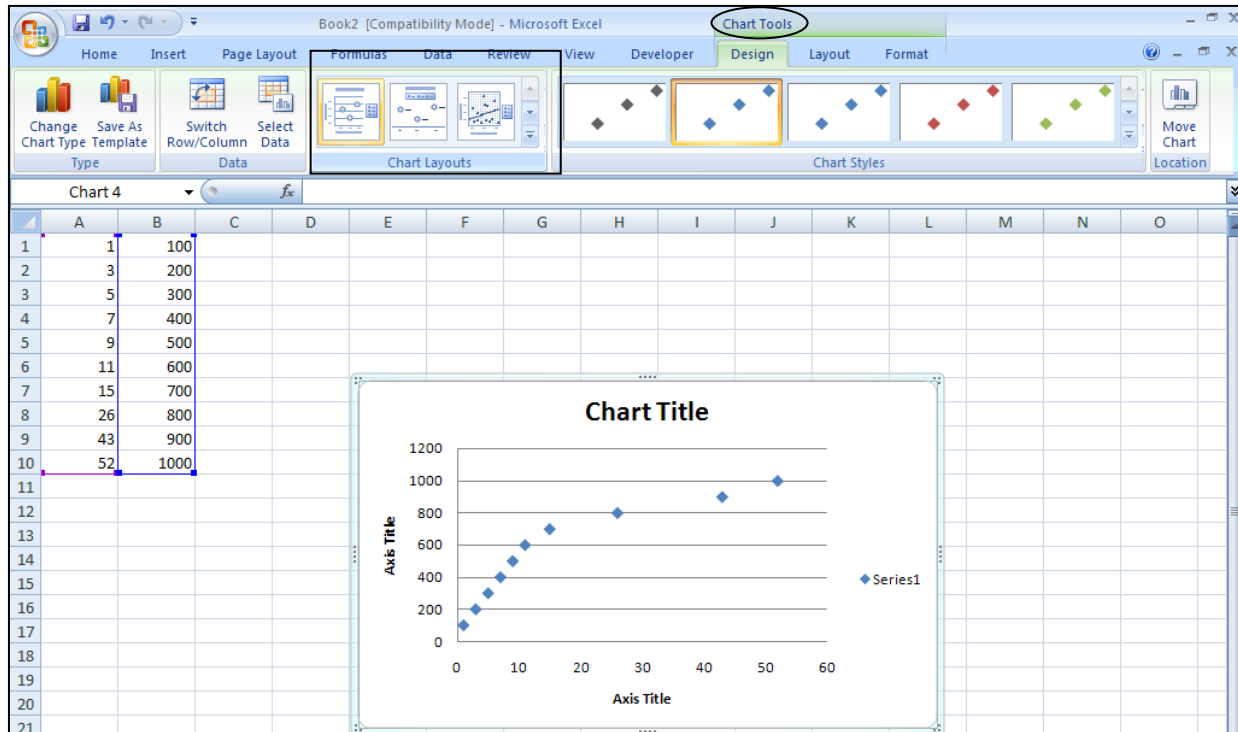 Book2 [Compatibility Mode] - Microsoft Excel
Chart Tools
Home Insert Page Layout Formulas Data Review View Developer Design Layout Format
Change Chart Type
Save As Template
Switch Row/Column
Select Data
Move Chart
Type Data Chart Layouts Chart Styles Location
Chart 4 fx
A B C D E F G H I J K L M N O
1 1 100
2 3 200
3 5 300
4 7 400
5 9 500
6 11 600
7 15 700
8 26 800
9 43 900
10 52 1000
11
12
13
14
15
16
17
18
19
20
21
Chart Title
1200
1000
800
600
400
200
0
Axis Title
Series1
0 10 20 30 40 50 60
Axis Title